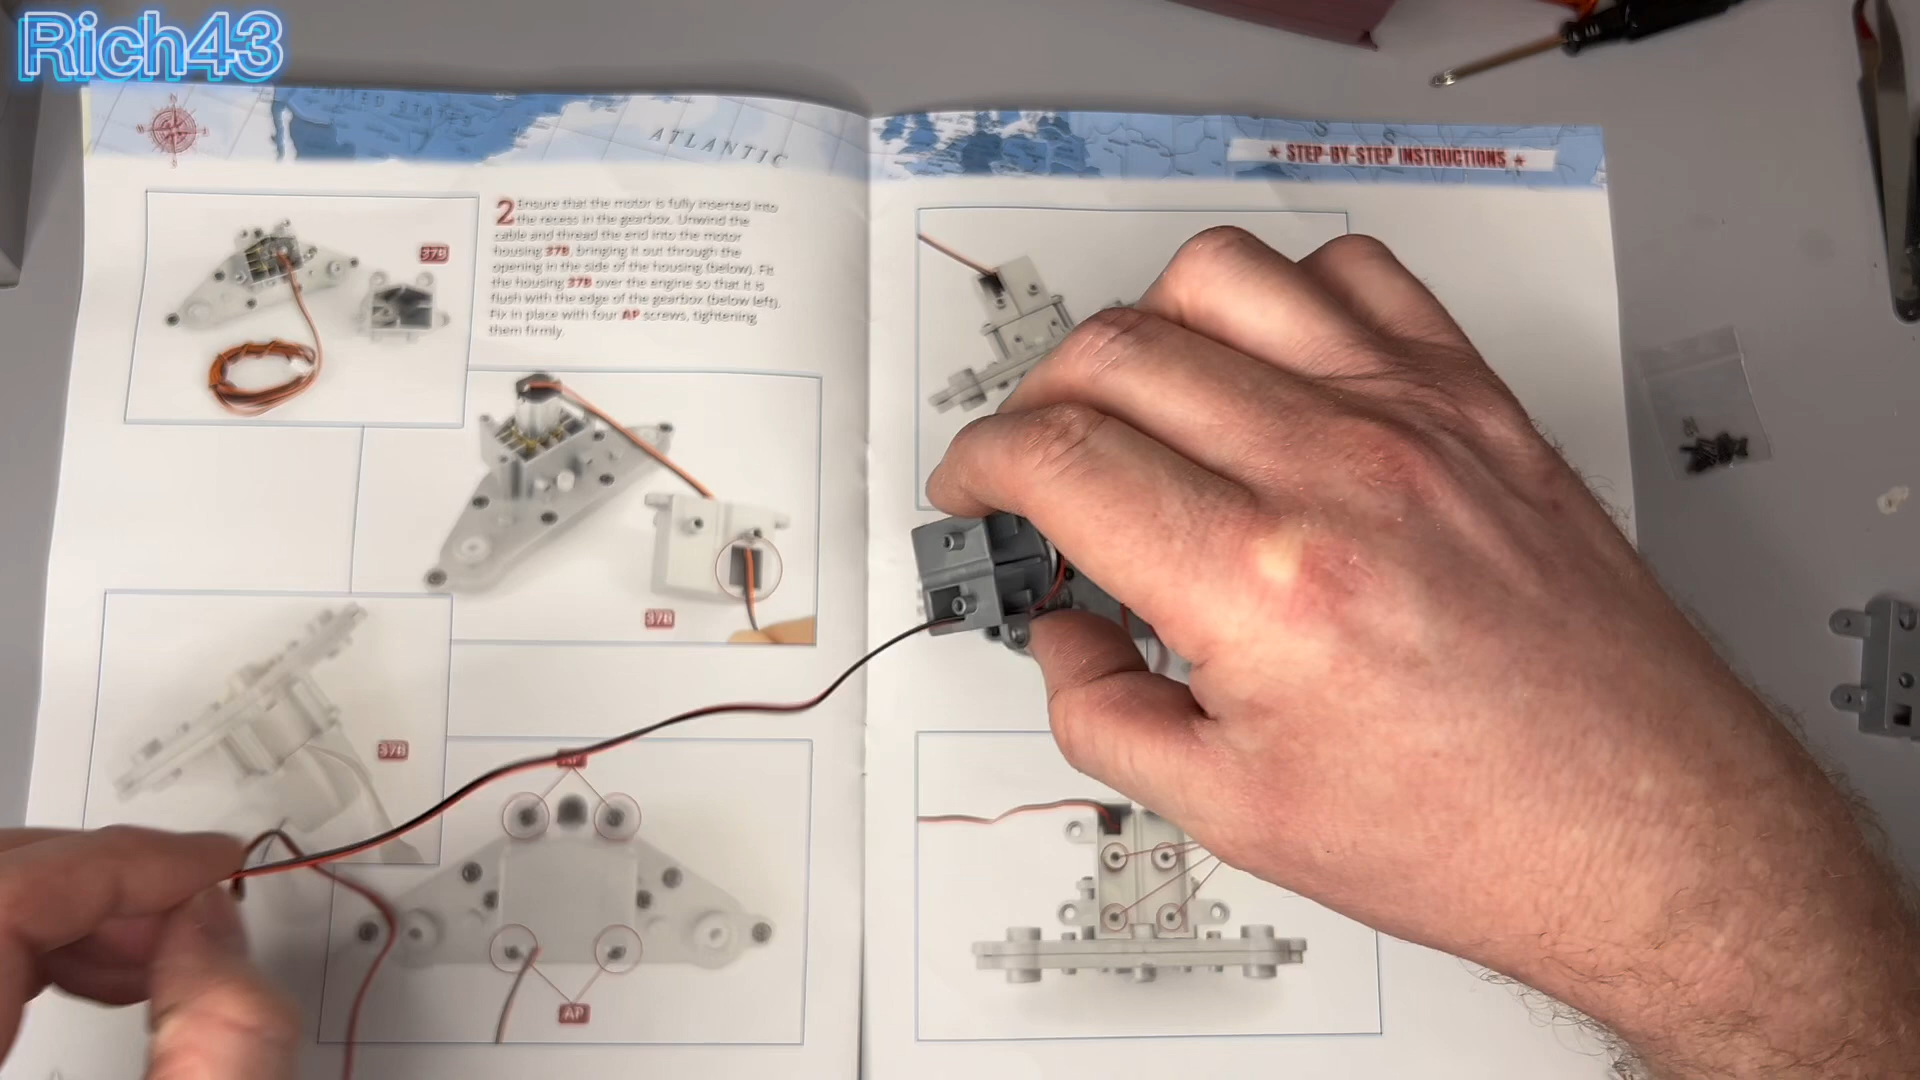 Rich43
UNITED STATES
ATLANTIC
★ STEP-BY-STEP INSTRUCTIONS ★
37B
2 Ensure that the motor is fully inserted into
the recess in the gearbox. Unwind the
cable and thread the end into the motor
housing 37B, bringing it out through the
opening in the side of the housing (below). Fit
the housing 37B over the engine so that it is
flush with the edge of the gearbox (below left).
Fix in place with four AP screws, tightening
them firmly.
37B
37B
AP
AP